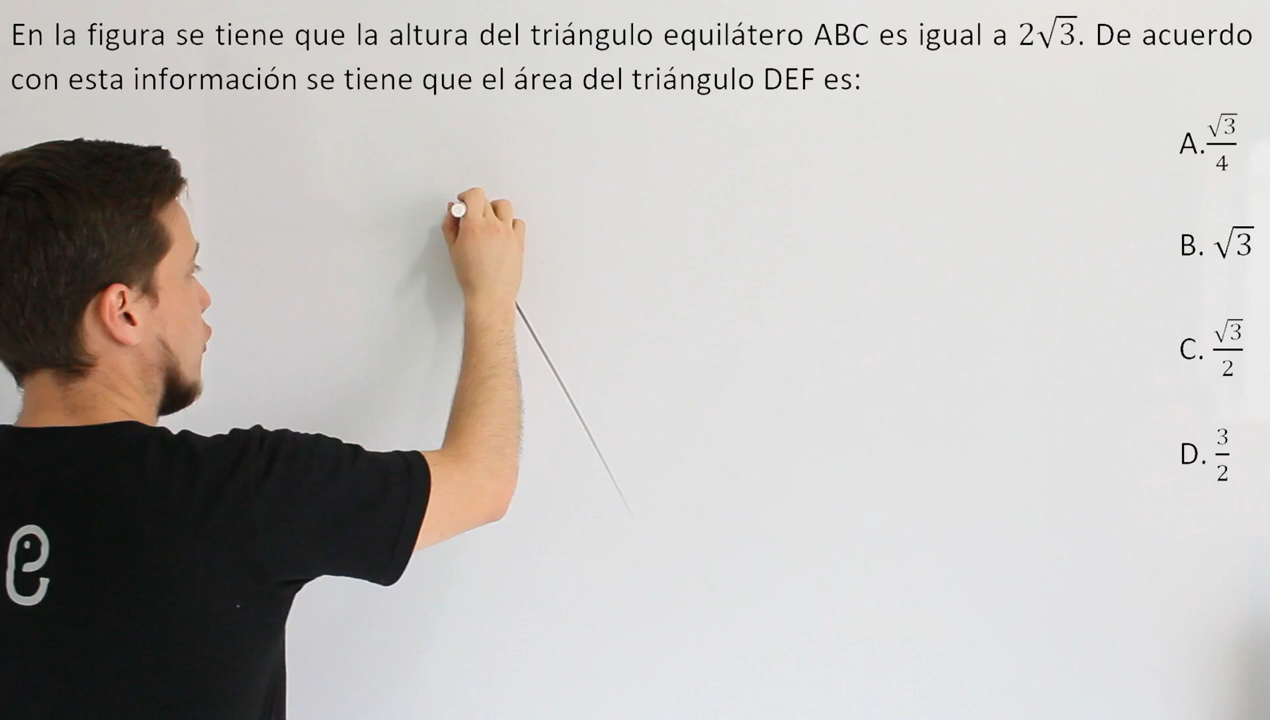 En la figura se tiene que la altura del triángulo equilátero ABC es igual a 2√3. De acuerdo
con esta información se tiene que el área del triángulo DEF es:
A. √3/4
B. √3
C. √3/2
D. 3/2
e